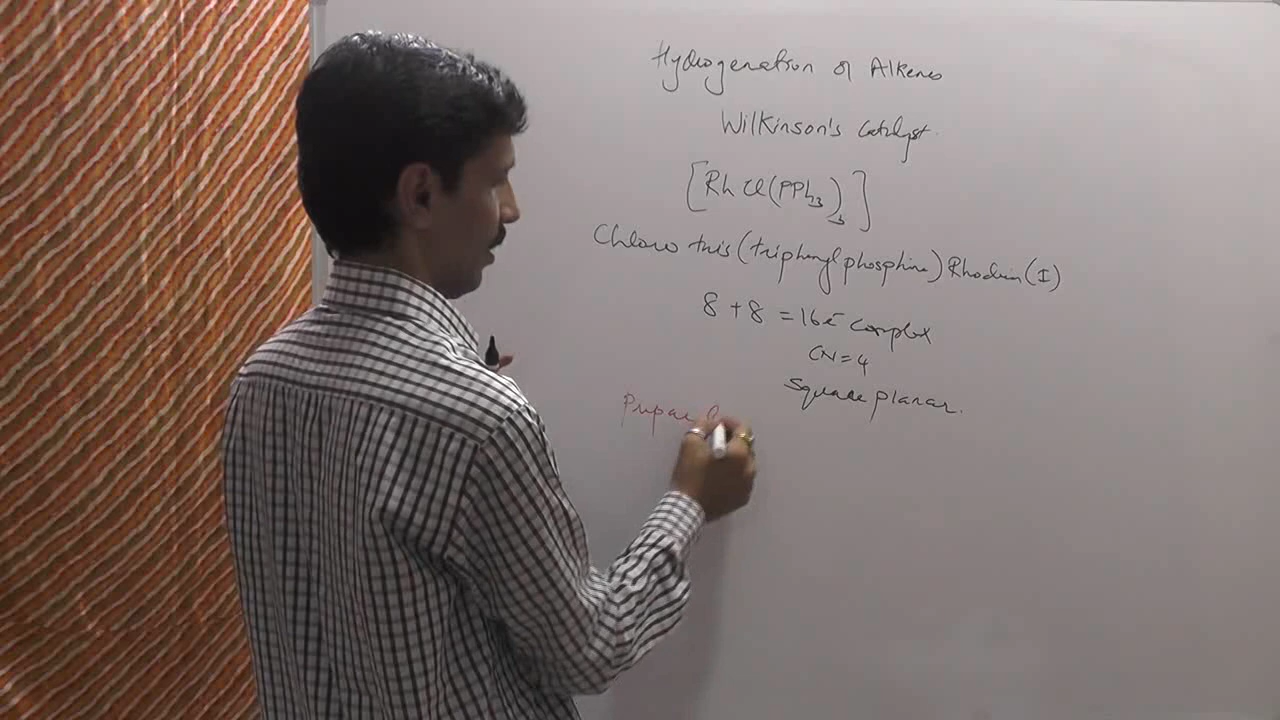 Hydrogenation of Alkenes
Wilkinson's Catalyst.
[RhCl(PPh₃)₃]
Chloro tris(triphenylphosphine)Rhodium(I)
8 + 8 = 16e⁻ complex
CN = 4
Square planar.